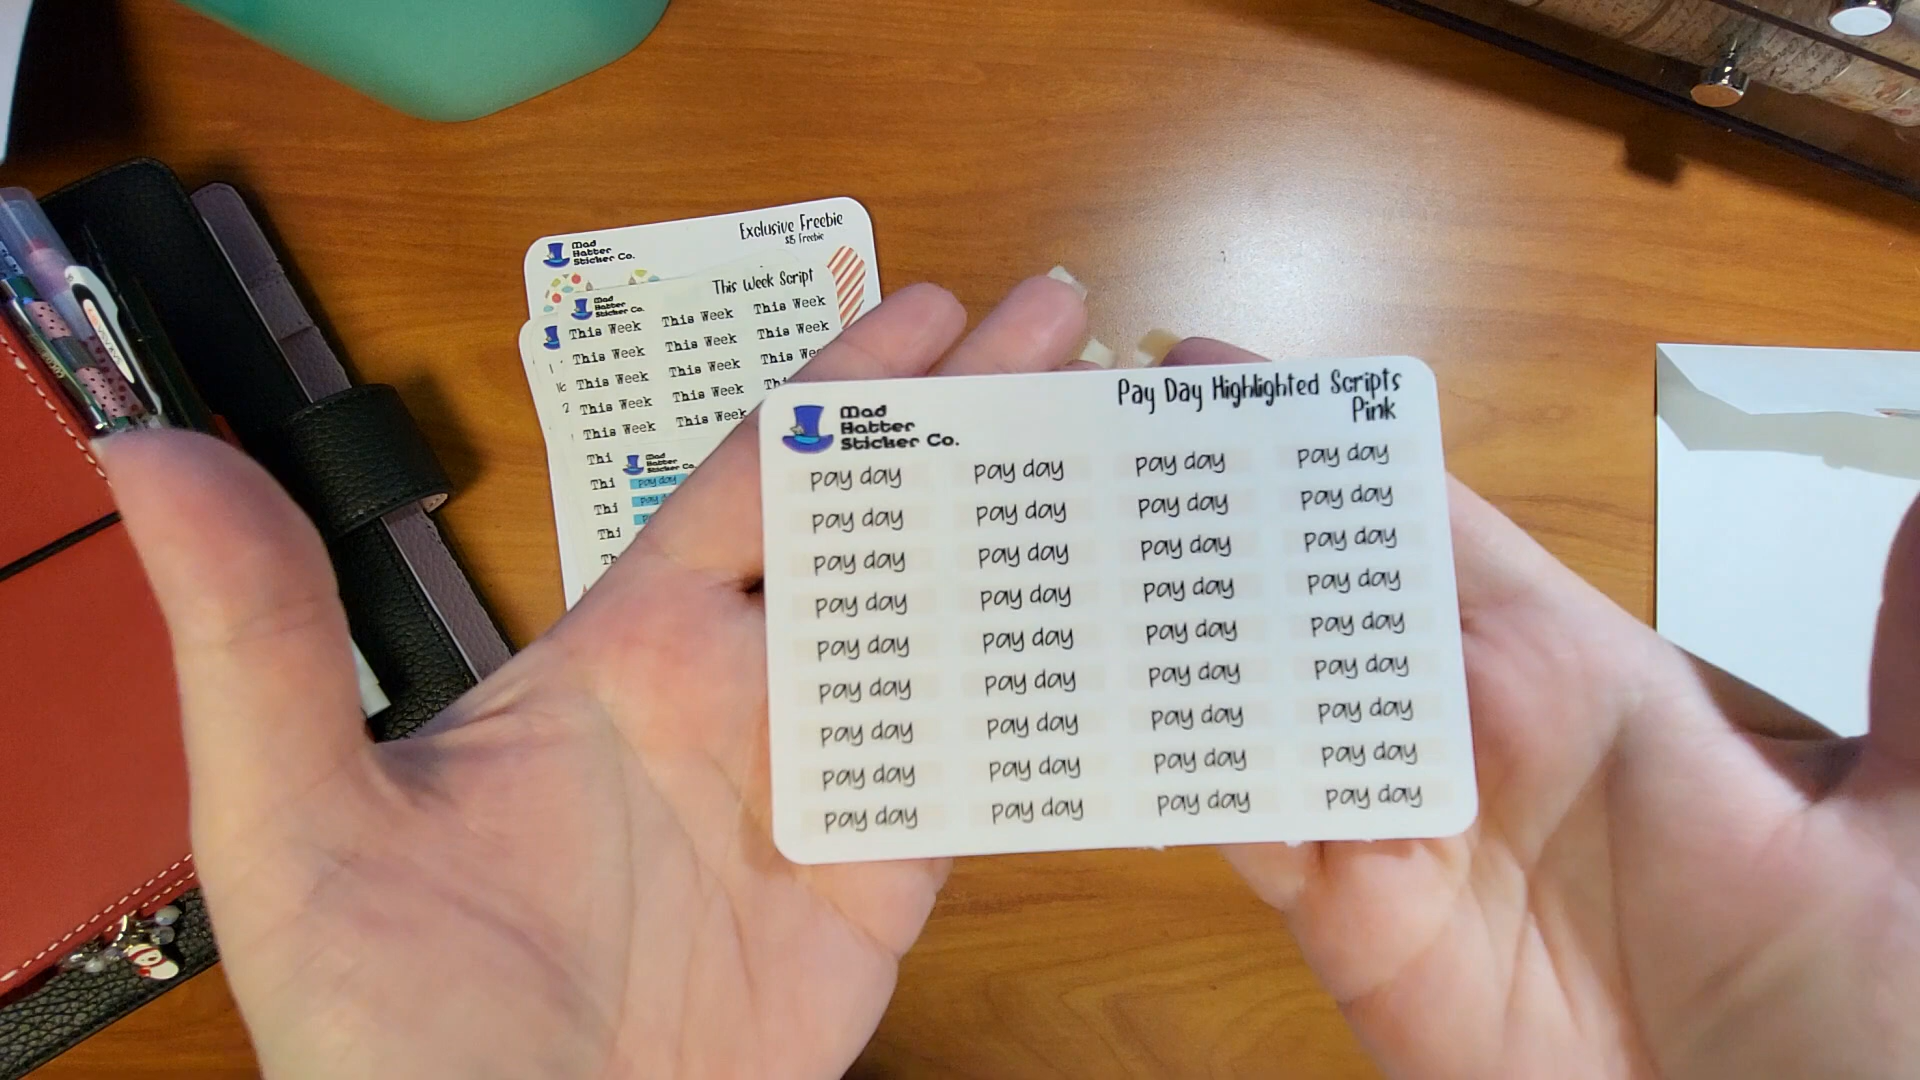 Exclusive Freebie
$15 Freebie
Mad
Hatter
Sticker Co.
This Week Script
Mad
Hatter
Sticker Co.
This Week This Week This Week
This Week This Week This Week
This Week This Week This
This Week This Week
This Week This Week
Thi
Thi
Thi
Thi
Th
Mad
Hatter
Sticker Co.
pay day
Pay Day Highlighted Scripts
Pink
Mad
Hatter
Sticker Co.
pay day pay day pay day pay day
pay day pay day pay day pay day
pay day pay day pay day pay day
pay day pay day pay day pay day
pay day pay day pay day pay day
pay day pay day pay day pay day
pay day pay day pay day pay day
pay day pay day pay day pay day
pay day pay day pay day pay day